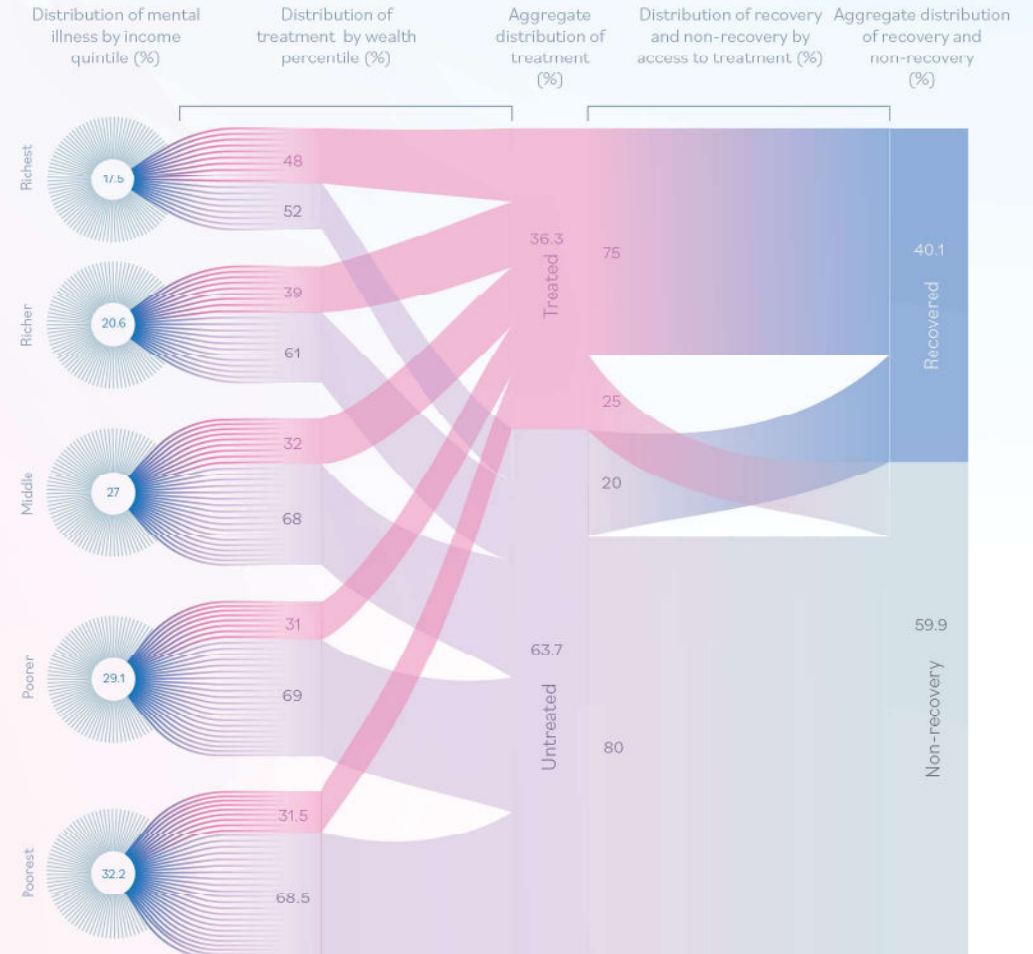 Distribution of mental
illness by income
quintile (%)
Distribution of
treatment by wealth
percentile (%)
Aggregate
distribution of
treatment
(%)
Distribution of recovery
and non-recovery by
access to treatment (%)
Aggregate distribution
of recovery and
non-recovery
(%)
Richest
17.5
48
52
Richer
20.6
39
61
Middle
27
32
68
Poorer
29.1
31
69
Poorest
32.2
31.5
68.5
36.3
Treated
63.7
Untreated
75
25
20
80
40.1
Recovered
59.9
Non-recovery